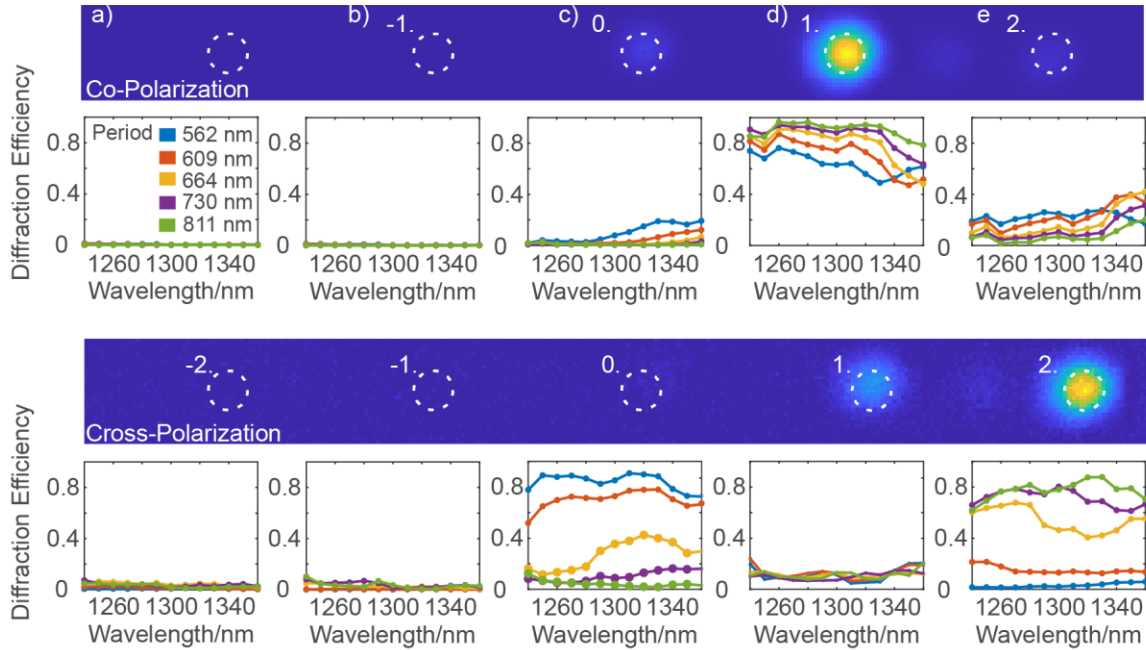 a) b) c) d) e
-1. 0. 1. 2.
Co-Polarization
Diffraction Efficiency
0.8
0.4
0
Period
562 nm
609 nm
664 nm
730 nm
811 nm
0.8
0.4
0
0.8
0.4
0
0.8
0.4
0
0.8
0.4
0
1260 1300 1340 1260 1300 1340 1260 1300 1340 1260 1300 1340 1260 1300 1340
Wavelength/nm Wavelength/nm Wavelength/nm Wavelength/nm Wavelength/nm
-2. -1. 0. 1. 2.
Cross-Polarization
Diffraction Efficiency
0.8
0.4
0
0.8
0.4
0
0.8
0.4
0
0.8
0.4
0
0.8
0.4
0
1260 1300 1340 1260 1300 1340 1260 1300 1340 1260 1300 1340 1260 1300 1340
Wavelength/nm Wavelength/nm Wavelength/nm Wavelength/nm Wavelength/nm